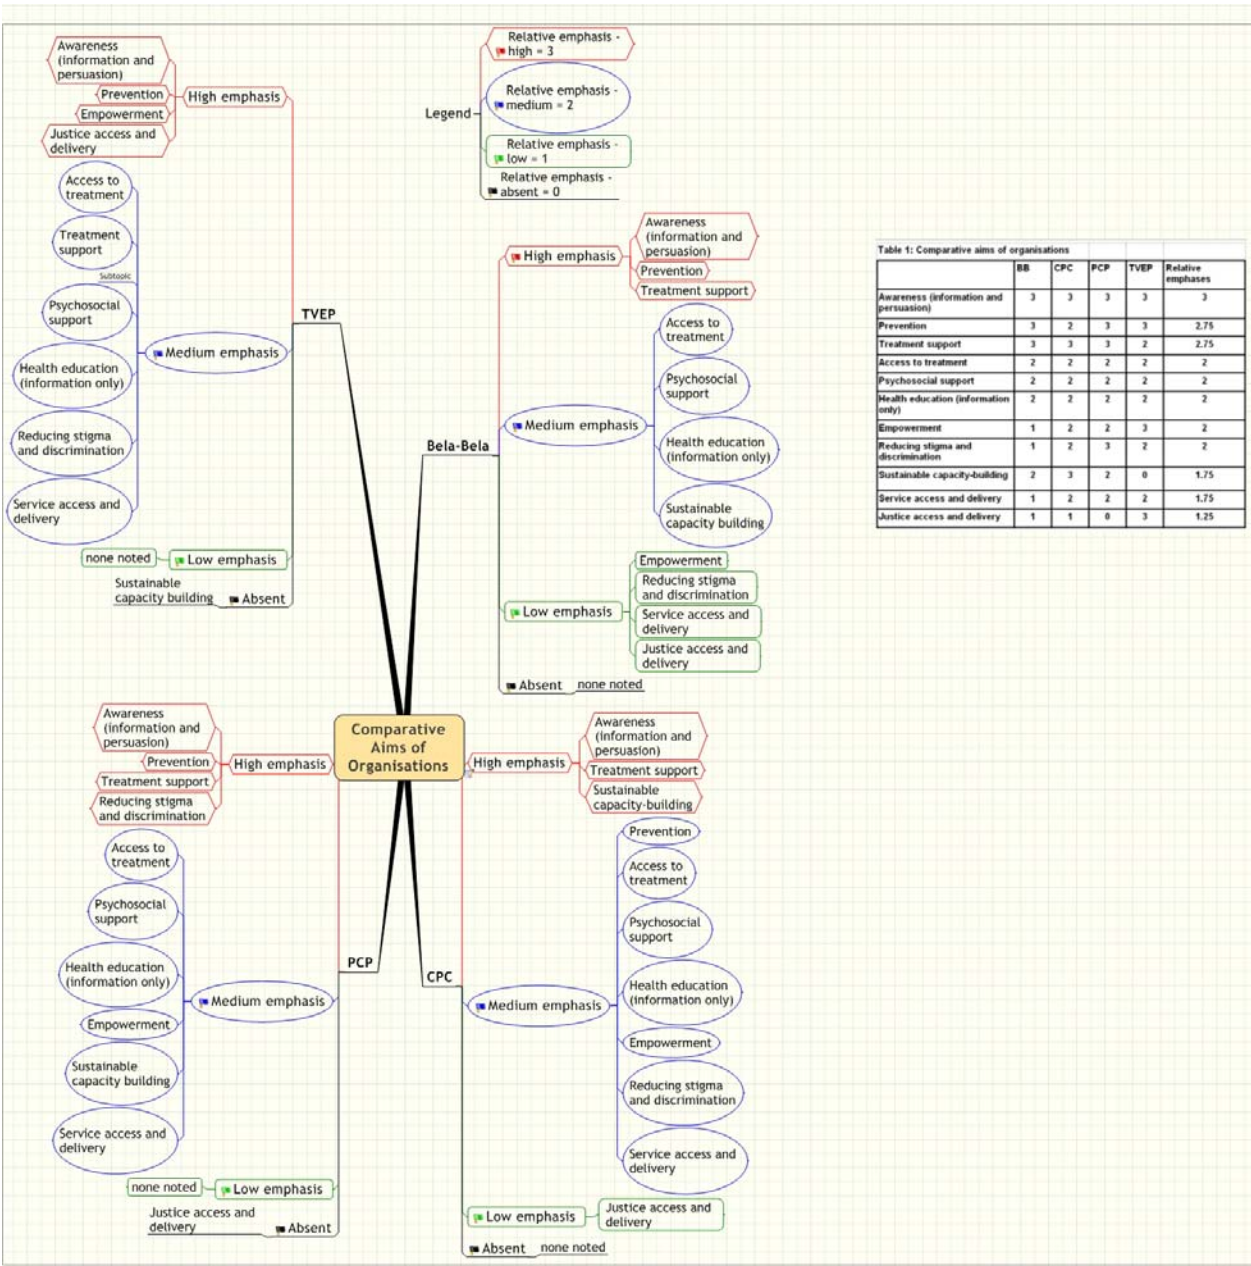 Awareness
(information and
persuasion)
Prevention
Empowerment
Justice access and
delivery
High emphasis
Access to
treatment
Treatment
support
Subtopic
Psychosocial
support
Health education
(information only)
Reducing stigma
and discrimination
Service access and
delivery
Medium emphasis
none noted
Low emphasis
Sustainable
capacity building
Absent
TVEP
Legend
Relative emphasis -
high = 3
Relative emphasis -
medium = 2
Relative emphasis -
low = 1
Relative emphasis -
absent = 0
Bela-Bela
High emphasis
Awareness
(information and
persuasion)
Prevention
Treatment support
Medium emphasis
Access to
treatment
Psychosocial
support
Health education
(information only)
Sustainable
capacity building
Low emphasis
Empowerment
Reducing stigma
and discrimination
Service access and
delivery
Justice access and
delivery
Absent
none noted
Table 1: Comparative aims of organisations
BB CPC PCP TVEP Relative
emphases
Awareness (information and
persuasion) 3 3 3 3 3
Prevention 3 2 3 3 2.75
Treatment support 3 3 3 2 2.75
Access to treatment 2 2 2 2 2
Psychosocial support 2 2 2 2 2
Health education (information
only) 2 2 2 2 2
Empowerment 1 2 2 3 2
Reducing stigma and
discrimination 1 2 3 2 2
Sustainable capacity-building 2 3 2 0 1.75
Service access and delivery 1 2 2 2 1.75
Justice access and delivery 1 1 0 3 1.25
Comparative
Aims of
Organisations
Awareness
(information and
persuasion)
Prevention
Treatment support
Reducing stigma
and discrimination
High emphasis
Access to
treatment
Psychosocial
support
Health education
(information only)
Empowerment
Sustainable
capacity building
Service access and
delivery
Medium emphasis
none noted
Low emphasis
Justice access and
delivery
Absent
PCP
CPC
High emphasis
Awareness
(information and
persuasion)
Treatment support
Sustainable
capacity-building
Medium emphasis
Prevention
Access to
treatment
Psychosocial
support
Health education
(information only)
Empowerment
Reducing stigma
and discrimination
Service access and
delivery
Low emphasis
Justice access and
delivery
Absent
none noted